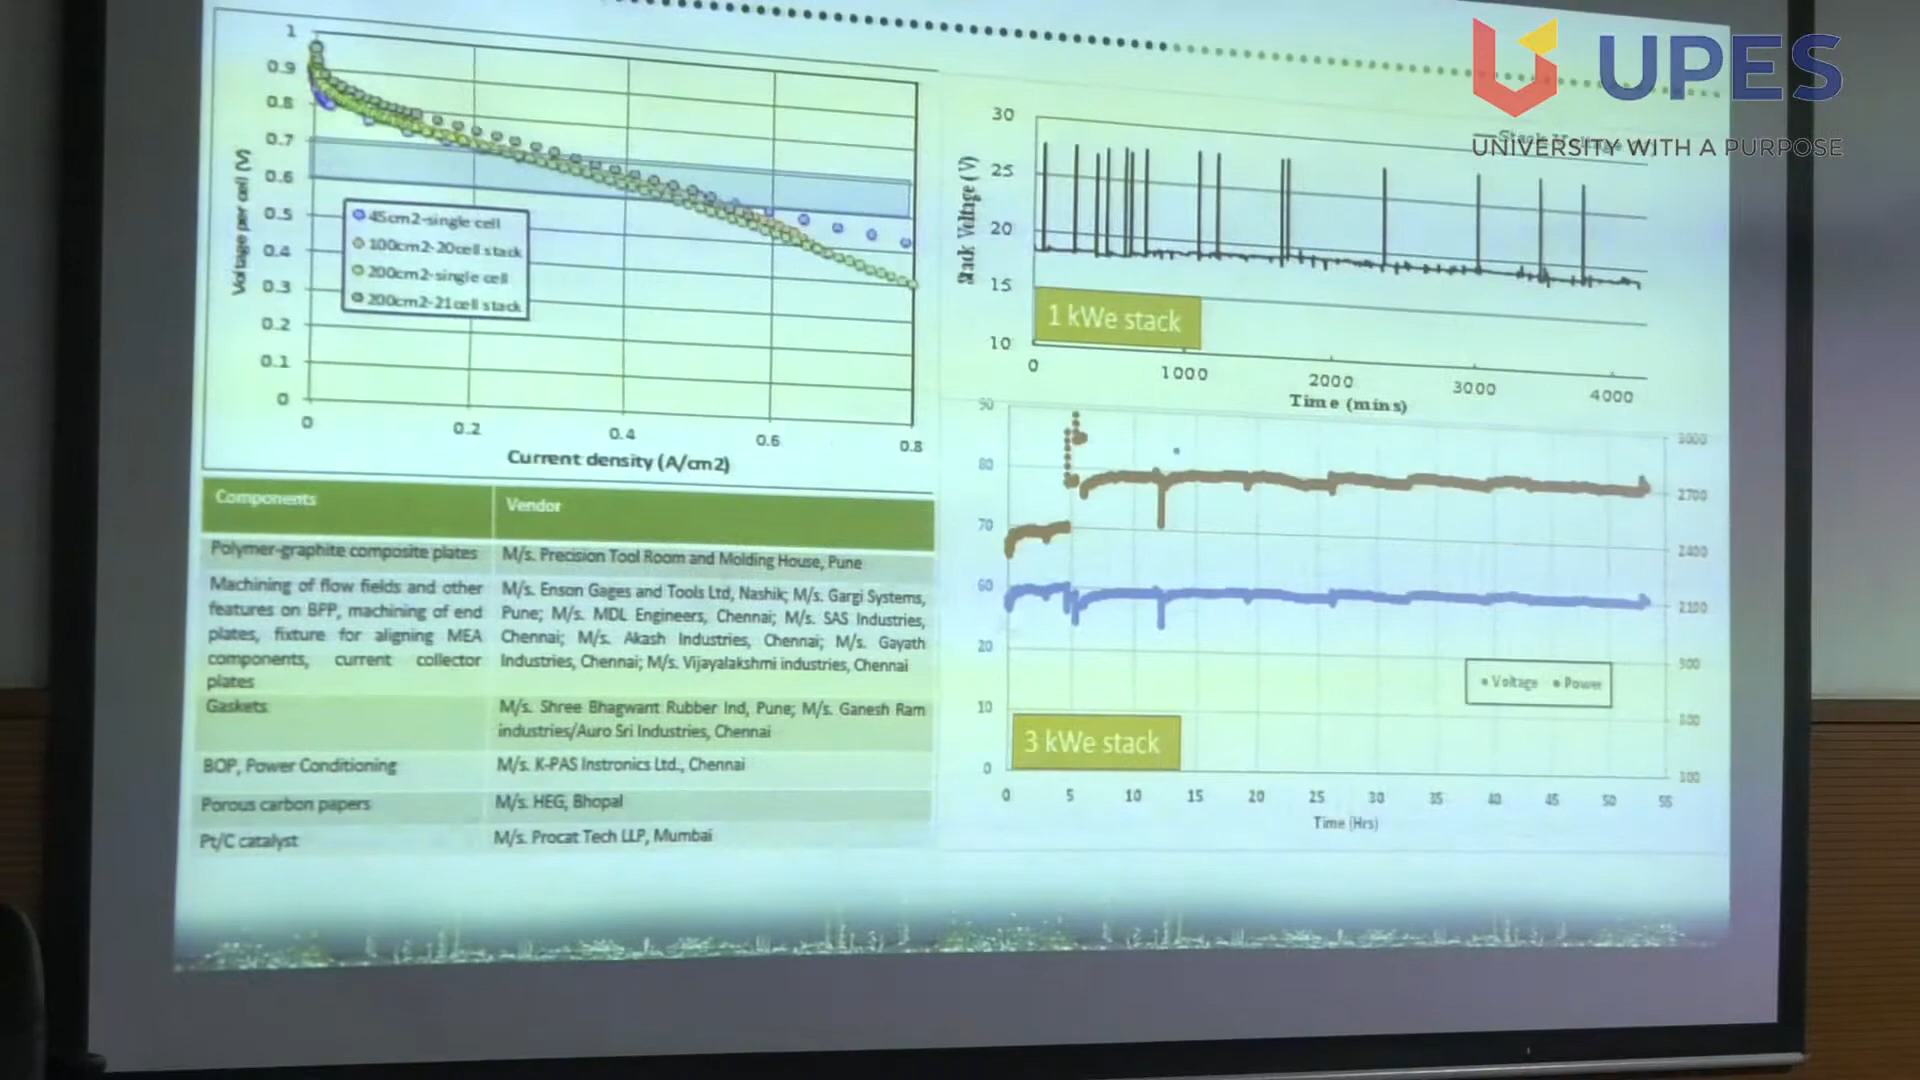 UPES
UNIVERSITY WITH A PURPOSE
1
0.9
0.8
0.7
0.6
0.5
0.4
0.3
0.2
0.1
0
Voltage per cell (V)
45cm2-single cell
100cm2-20cell stack
200cm2-single cell
200cm2-21cell stack
0 0.2 0.4 0.6 0.8
Current density (A/cm2)
30
25
20
15
10
Stack Voltage (V)
1 kWe stack
0 1000 2000 3000 4000
Time (mins)
Components Vendor
Polymer-graphite composite plates M/s. Precision Tool Room and Molding House, Pune
Machining of flow fields and other
features on BPP, machining of end
plates, fixture for aligning MEA
components, current collector
plates
M/s. Enson Gages and Tools Ltd, Nashik; M/s. Gargi Systems,
Pune; M/s. MDL Engineers, Chennai; M/s. SAS Industries,
Chennai; M/s. Akash Industries, Chennai; M/s. Gayath
Industries, Chennai; M/s. Vijayalakshmi industries, Chennai
Gaskets
M/s. Shree Bhagwant Rubber Ind, Pune; M/s. Ganesh Ram
industries/Auro Sri Industries, Chennai
BOP, Power Conditioning M/s. K-PAS Instronics Ltd., Chennai
Porous carbon papers M/s. HEG, Bhopal
Pt/C catalyst M/s. Procat Tech LLP, Mumbai
90
80
70
60
20
10
0
3000
2700
2400
2100
Voltage Power
3 kWe stack
0 5 10 15 20 25 30 35 40 45 50 55
Time (Hrs)